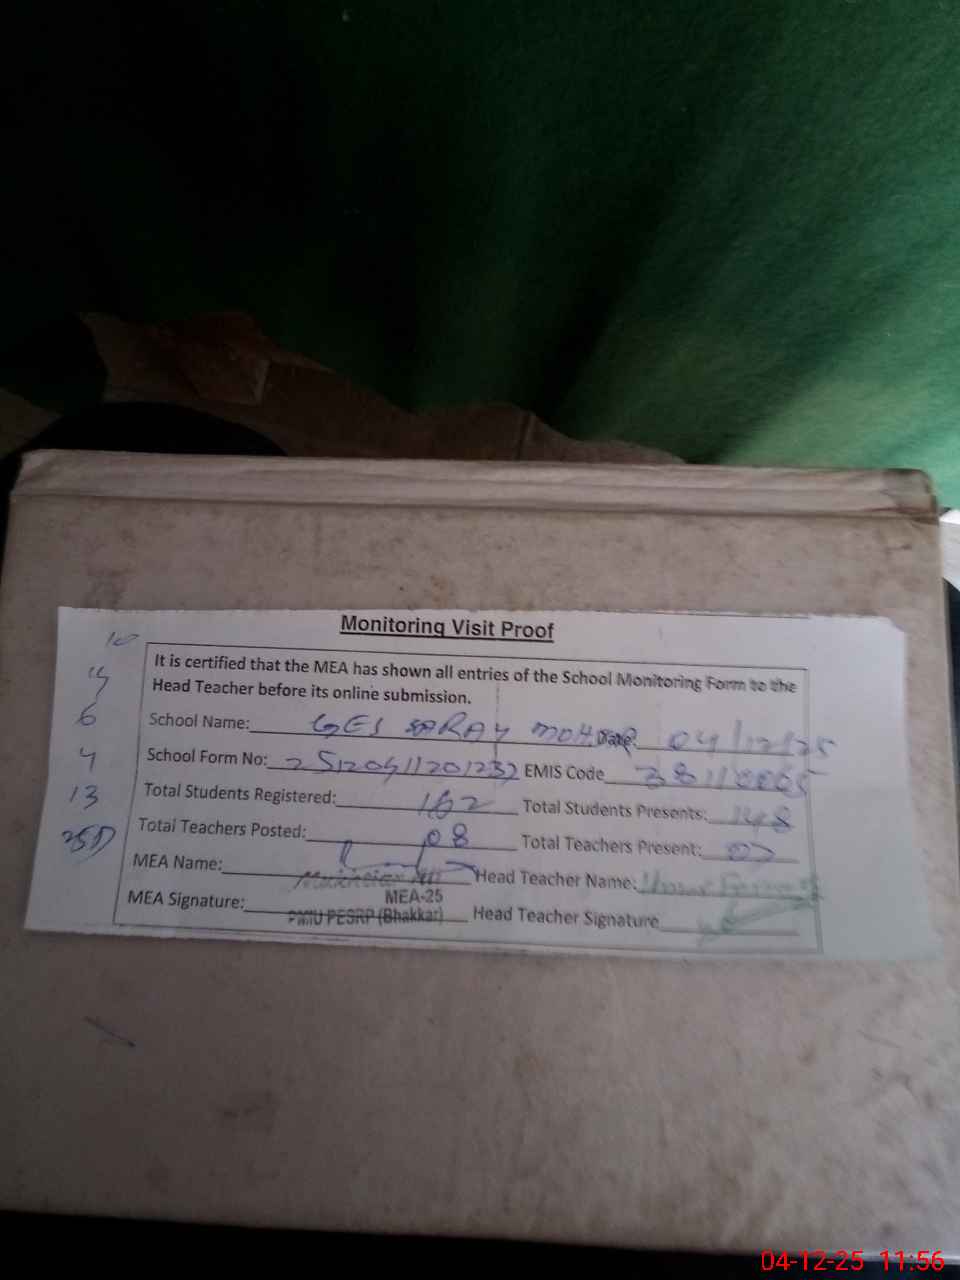 Monitoring Visit Proof
10
It is certified that the MEA has shown all entries of the School Monitoring Form to the
Head Teacher before its online submission.
School Name: GES SARAY MOH Date: 04/12/25
6
School Form No: EMIS Code 38110005
4
Total Students Registered: 162 Total Students Presents: 148
13
Total Teachers Posted: 08 Total Teachers Present: 07
MEA Name: Head Teacher Name:
MEA-25
MEA Signature: Head Teacher Signature
PMIU PESRP (Bhakkar)
04-12-25 11:56